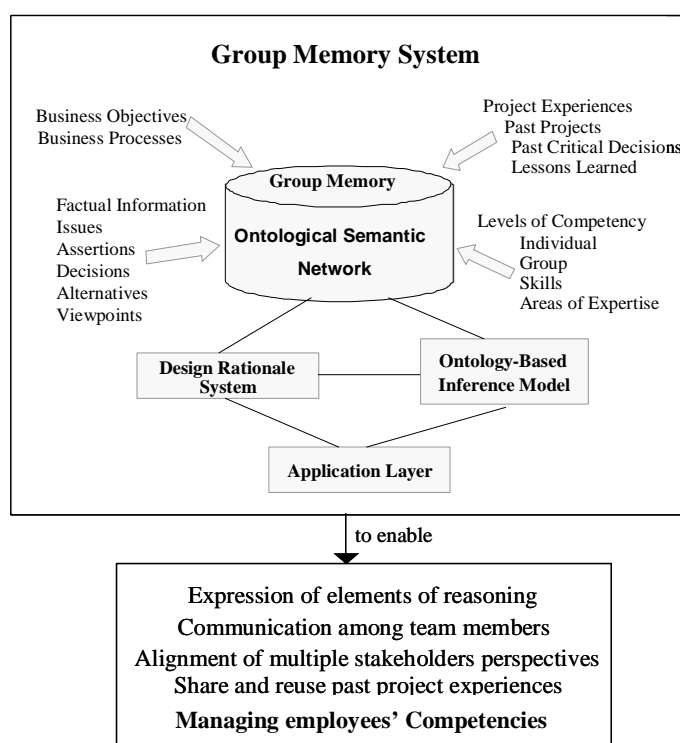 Group Memory System
Business Objectives
Business Processes
Project Experiences
Past Projects
Past Critical Decisions
Lessons Learned
Group Memory
Ontological Semantic
Network
Factual Information
Issues
Assertions
Decisions
Alternatives
Viewpoints
Levels of Competency
Individual
Group
Skills
Areas of Expertise
Design Rationale
System
Ontology-Based
Inference Model
Application Layer
to enable
Expression of elements of reasoning
Communication among team members
Alignment of multiple stakeholders perspectives
Share and reuse past project experiences
Managing employees’ Competencies